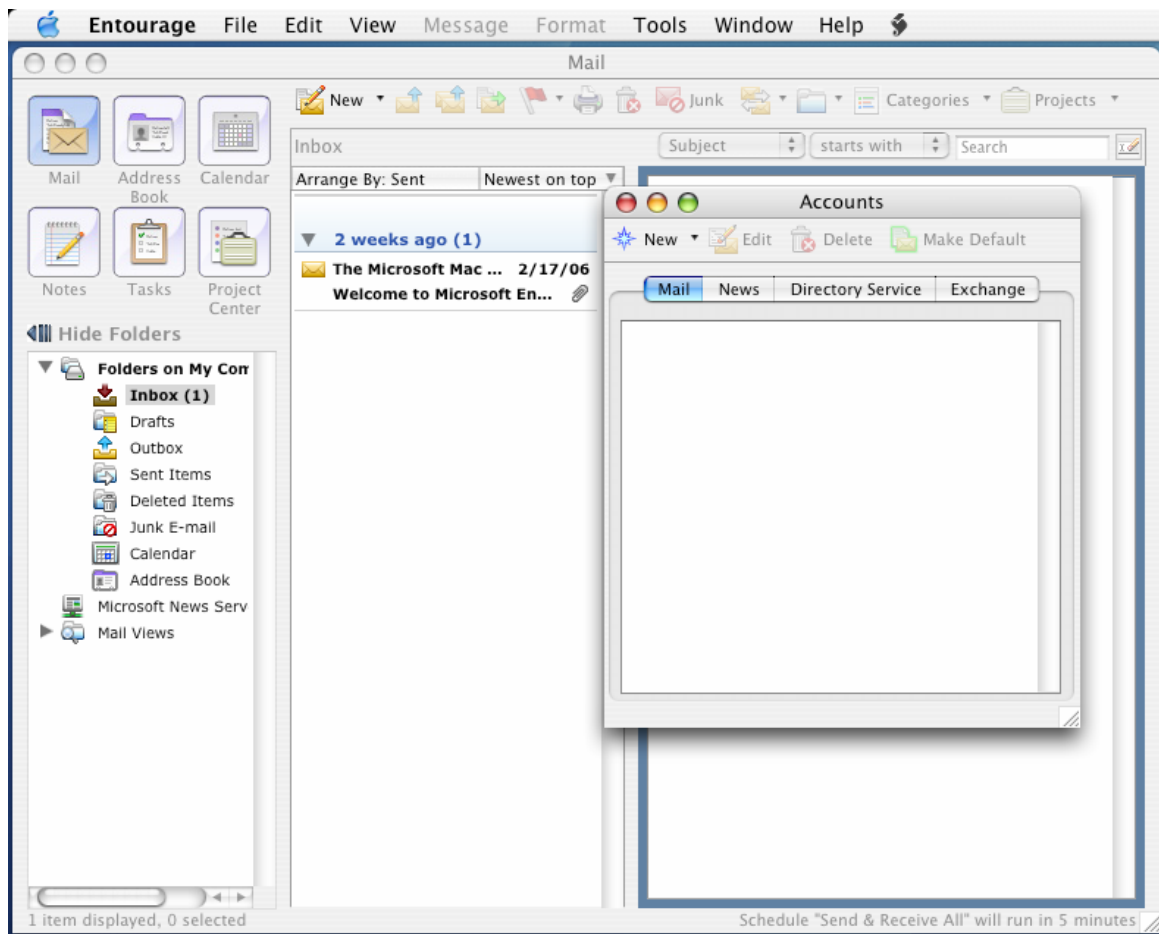 Entourage File Edit View Message Format Tools Window Help
Mail
New Junk Categories Projects
Mail Address Book Calendar
Notes Tasks Project Center
Inbox Subject starts with Search
Arrange By: Sent Newest on top
2 weeks ago (1)
The Microsoft Mac ... 2/17/06
Welcome to Microsoft En...
Hide Folders
Folders on My Com
Inbox (1)
Drafts
Outbox
Sent Items
Deleted Items
Junk E-mail
Calendar
Address Book
Microsoft News Serv
Mail Views
Accounts
New Edit Delete Make Default
Mail News Directory Service Exchange
1 item displayed, 0 selected
Schedule "Send & Receive All" will run in 5 minutes